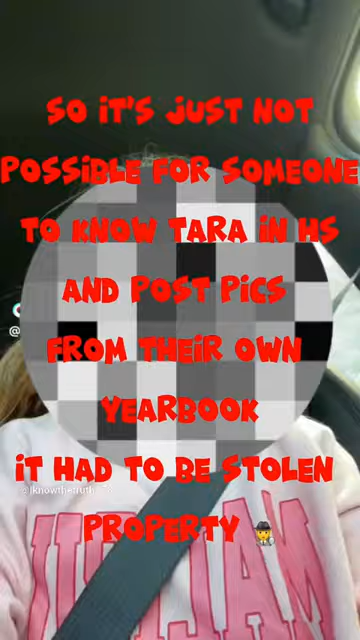 SO iT'S JUST NOT
POSSiBLE FOR SOMEONE
TO KNOW TARA iN HS
AND POST PiCS
FROM THEiR OWN
YEARBOOK
iT HAD TO BE STOLEN
PROPERTY